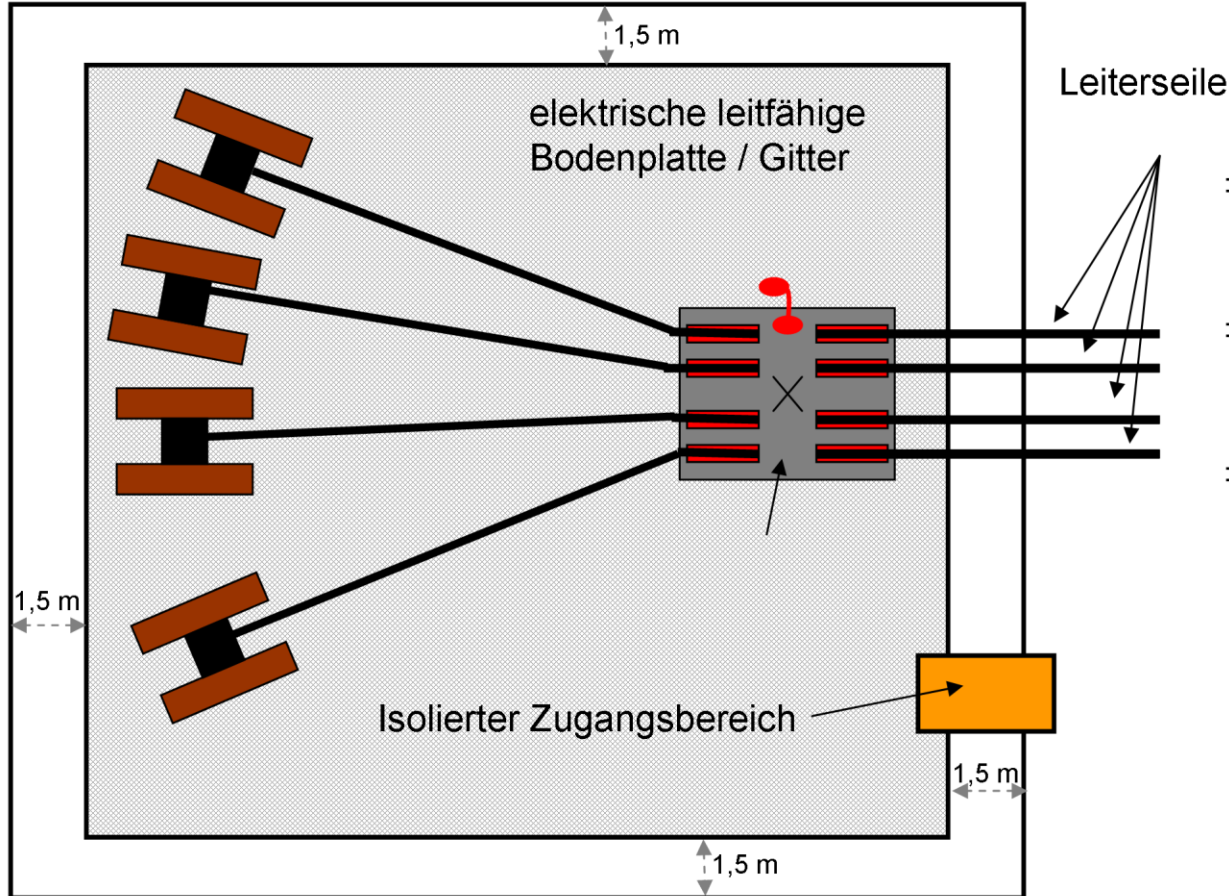 1,5 m
Leiterseile
elektrische leitfähige
Bodenplatte / Gitter
1,5 m
Isolierter Zugangsbereich
1,5 m
1,5 m